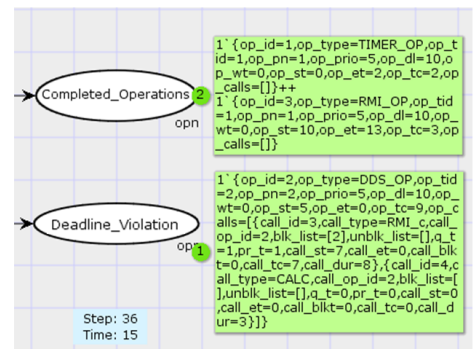 1`{op_id=1,op_type=TIMER_OP,op_t
id=1,op_pn=1,op_prio=5,op_dl=10,o
p_wt=0,op_st=0,op_et=2,op_tc=2,op
_calls=[]}++
1`{op_id=3,op_type=RMI_OP,op_tid
=1,op_pn=1,op_prio=5,op_dl=10,op_
wt=0,op_st=10,op_et=13,op_tc=3,op
_calls=[]}
Completed_Operations
2
opn
1`{op_id=2,op_type=DDS_OP,op_tid
=2,op_pn=2,op_prio=5,op_dl=10,op_
wt=0,op_st=5,op_et=0,op_tc=9,op_c
alls=[{call_id=3,call_type=RMI_c,call_
op_id=2,blk_list=[2],unblk_list=[],q_t
=1,pr_t=1,call_st=7,call_et=0,call_blk
t=0,call_tc=7,call_dur=8},{call_id=4,c
all_type=CALC,call_op_id=2,blk_list=[
],unblk_list=[],q_t=0,pr_t=0,call_st=0
,call_et=0,call_blkt=0,call_tc=0,call_d
ur=3}]}
Deadline_Violation
opn
1
Step: 36
Time: 15